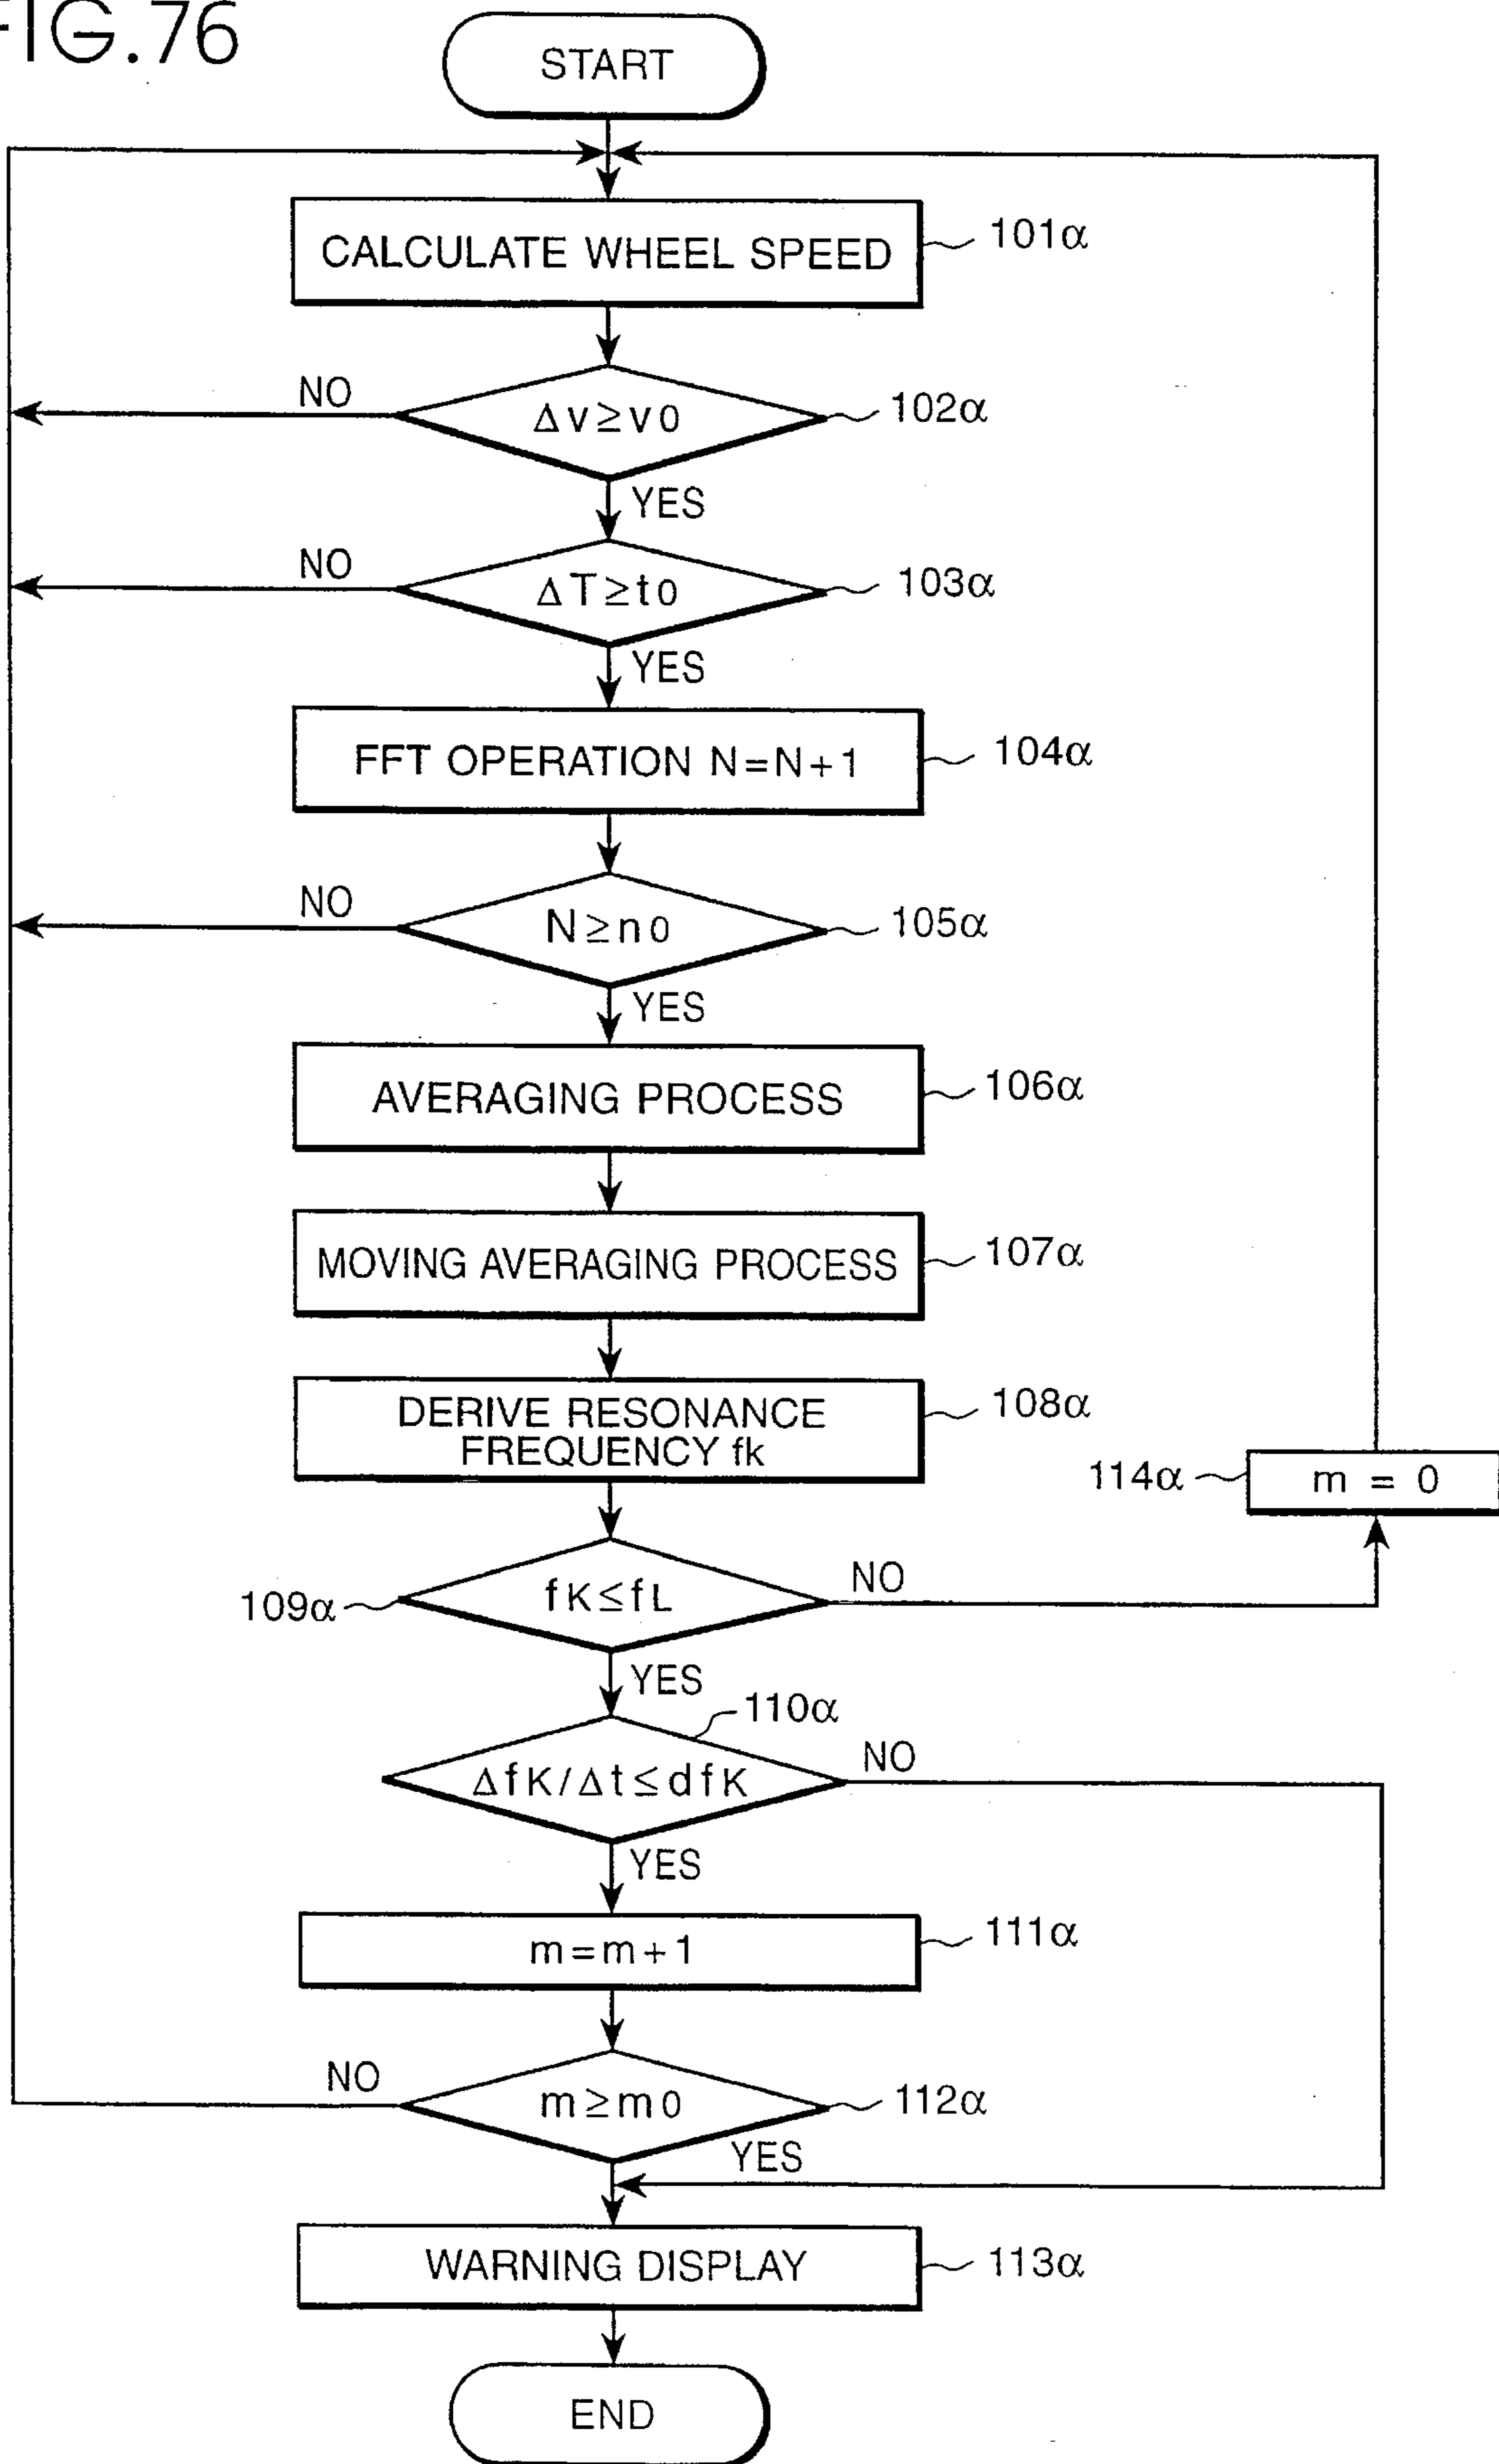 FIG.76
START
CALCULATE WHEEL SPEED
101α
NO
Δv≥v0
102α
YES
NO
ΔT≥t0
103α
YES
FFT OPERATION N=N+1
104α
NO
N≥n0
105α
YES
AVERAGING PROCESS
106α
MOVING AVERAGING PROCESS
107α
DERIVE RESONANCE
FREQUENCY fk
108α
114α
m = 0
109α
fK≤fL
NO
YES
110α
ΔfK/Δt≤dfK
NO
YES
m=m+1
111α
NO
m≥m0
112α
YES
WARNING DISPLAY
113α
END